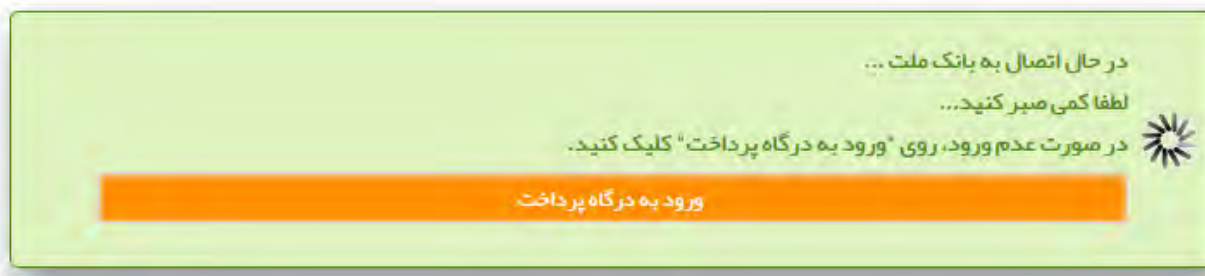 در حال اتصال به بانک ملت ...
لطفا کمی صبر کنید...
در صورت عدم ورود، روی "ورود به درگاه پرداخت" کلیک کنید.
ورود به درگاه پرداخت